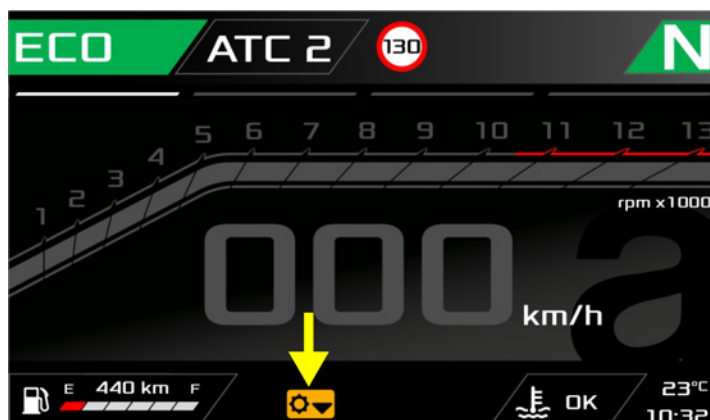 ECO ATC 2 130 N
1 2 3 4 5 6 7 8 9 10 11 12 13
rpm x1000
000 km/h
a
E 440 km F
OK
23°C
10:32